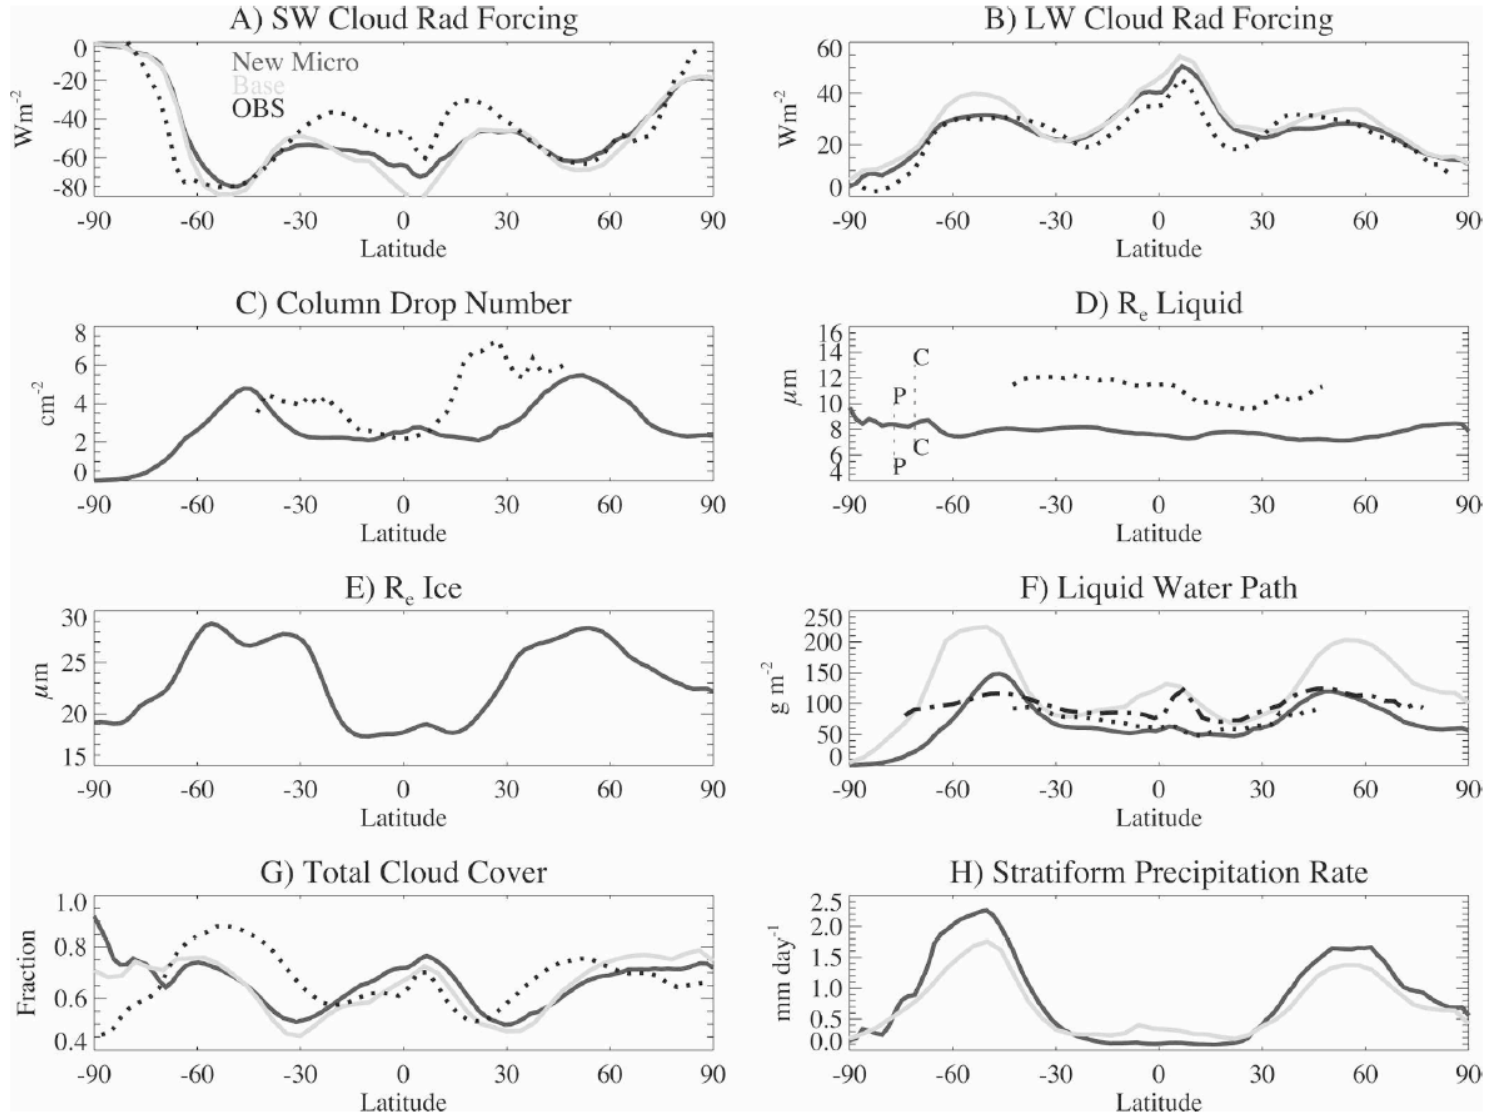 A) SW Cloud Rad Forcing
0
-20
-40
-60
-80
Wm-2
New Micro
Base
OBS
-90 -60 -30 0 30 60 90
Latitude
B) LW Cloud Rad Forcing
60
40
20
0
Wm-2
-90 -60 -30 0 30 60 90
Latitude
C) Column Drop Number
8
6
4
2
0
cm-2
-90 -60 -30 0 30 60 90
Latitude
D) Re Liquid
16
14
12
10
8
6
4
μm
C
P
C
P
-90 -60 -30 0 30 60 90
Latitude
E) Re Ice
30
25
20
15
μm
-90 -60 -30 0 30 60 90
Latitude
F) Liquid Water Path
250
200
150
100
50
0
g m-2
-90 -60 -30 0 30 60 90
Latitude
G) Total Cloud Cover
1.0
0.8
0.6
0.4
Fraction
-90 -60 -30 0 30 60 90
Latitude
H) Stratiform Precipitation Rate
2.5
2.0
1.5
1.0
0.5
0.0
mm day-1
-90 -60 -30 0 30 60 90
Latitude